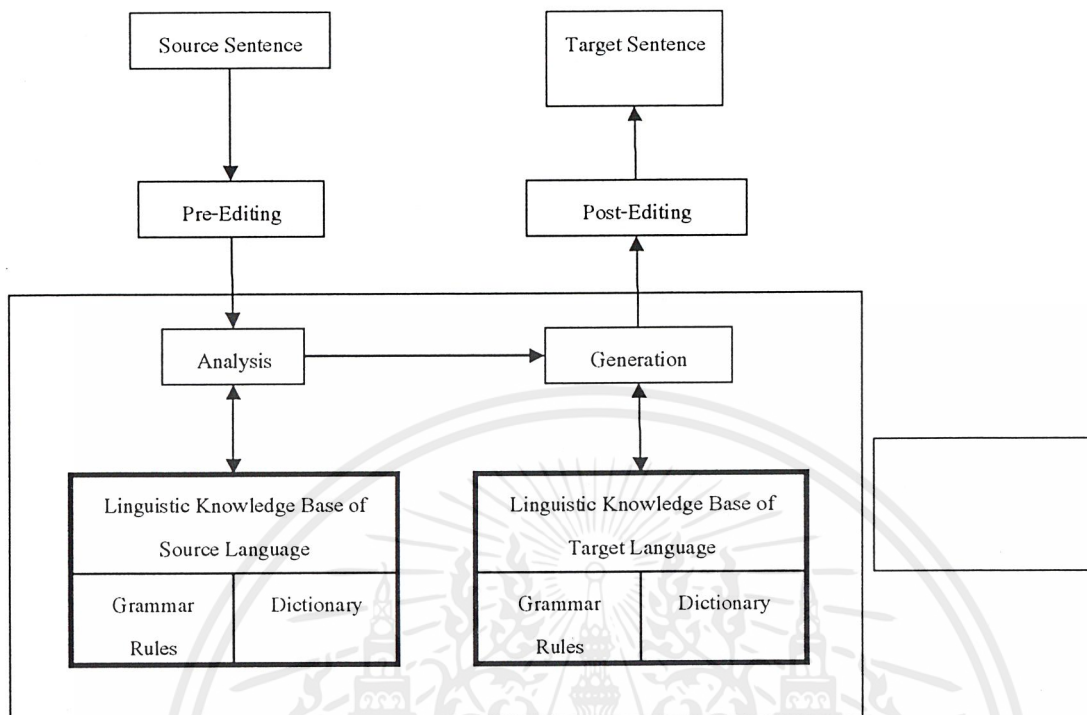 Source Sentence
Target Sentence
Pre-Editing
Post-Editing
Analysis
Generation
Linguistic Knowledge Base of
Source Language
Grammar
Rules
Dictionary
Linguistic Knowledge Base of
Target Language
Grammar
Rules
Dictionary